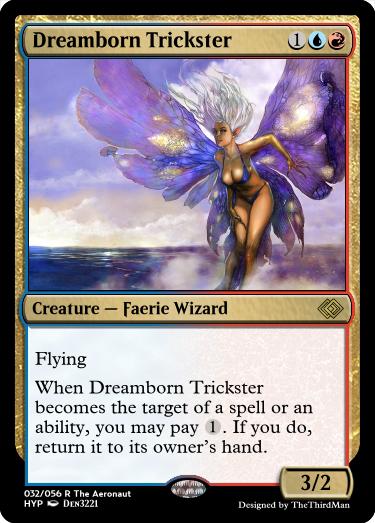 Dreamborn Trickster 1
Creature — Faerie Wizard
Flying
When Dreamborn Trickster
becomes the target of a spell or an
ability, you may pay 1. If you do,
return it to its owner's hand.
3/2
032/056 R The Aeronaut
HYP Den3221
Designed by TheThirdMan